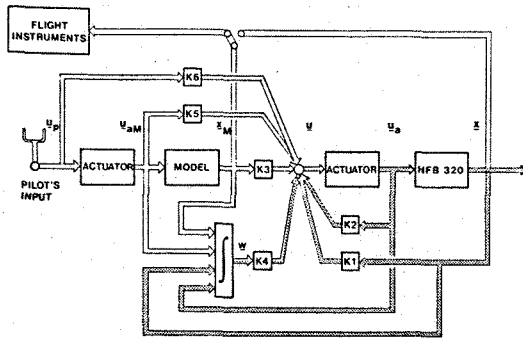 FLIGHT
INSTRUMENTS
K6
u_p
u_aM
K5
x_M
u
u_a
x
ACTUATOR
MODEL
K3
ACTUATOR
HFB 320
PILOT'S
INPUT
K2
w
K4
K1